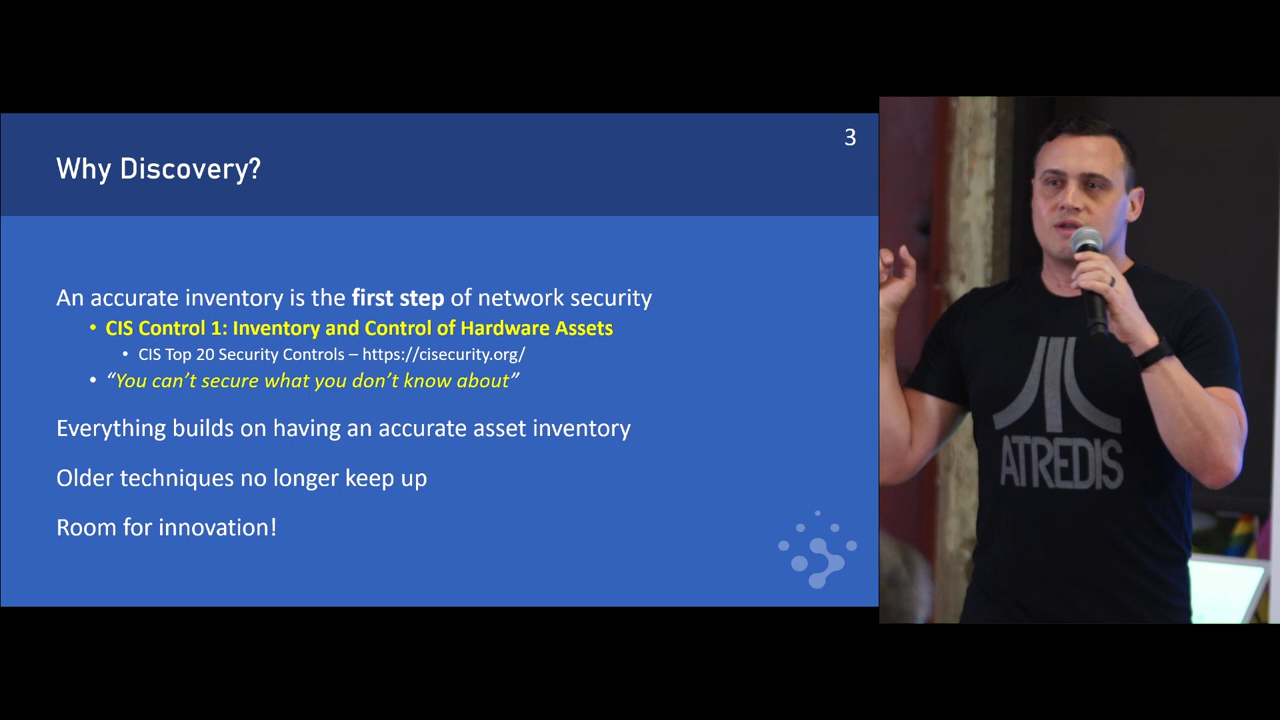 3
Why Discovery?
An accurate inventory is the first step of network security
• CIS Control 1: Inventory and Control of Hardware Assets
• CIS Top 20 Security Controls – https://cisecurity.org/
• “You can’t secure what you don’t know about”
Everything builds on having an accurate asset inventory
Older techniques no longer keep up
Room for innovation!
ATREDIS